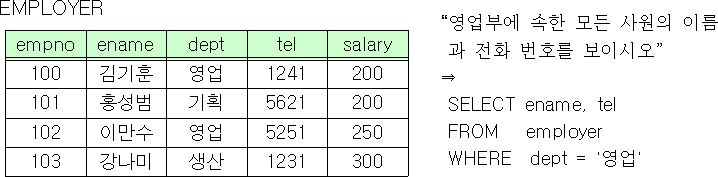 EMPLOYER
empno ename dept tel salary
100 김기훈 영업 1241 200
101 홍성범 기획 5621 200
102 이만수 영업 5251 250
103 강나미 생산 1231 300
“영업부에 속한 모든 사원의 이름
과 전화 번호를 보이시오”
⇒
SELECT ename, tel
FROM employer
WHERE dept = '영업'